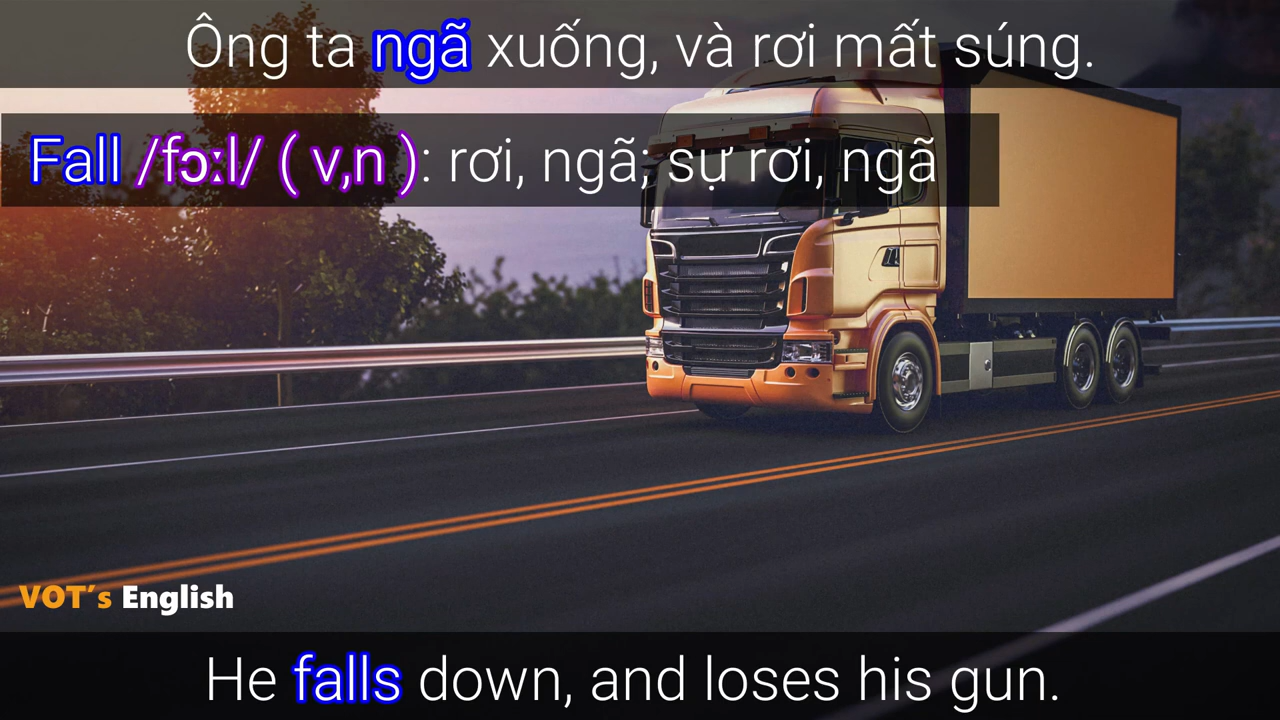 Ông ta ngã xuống, và rơi mất súng.
Fall /fɔːl/ ( v,n ): rơi, ngã; sự rơi, ngã
VOT's English
He falls down, and loses his gun.